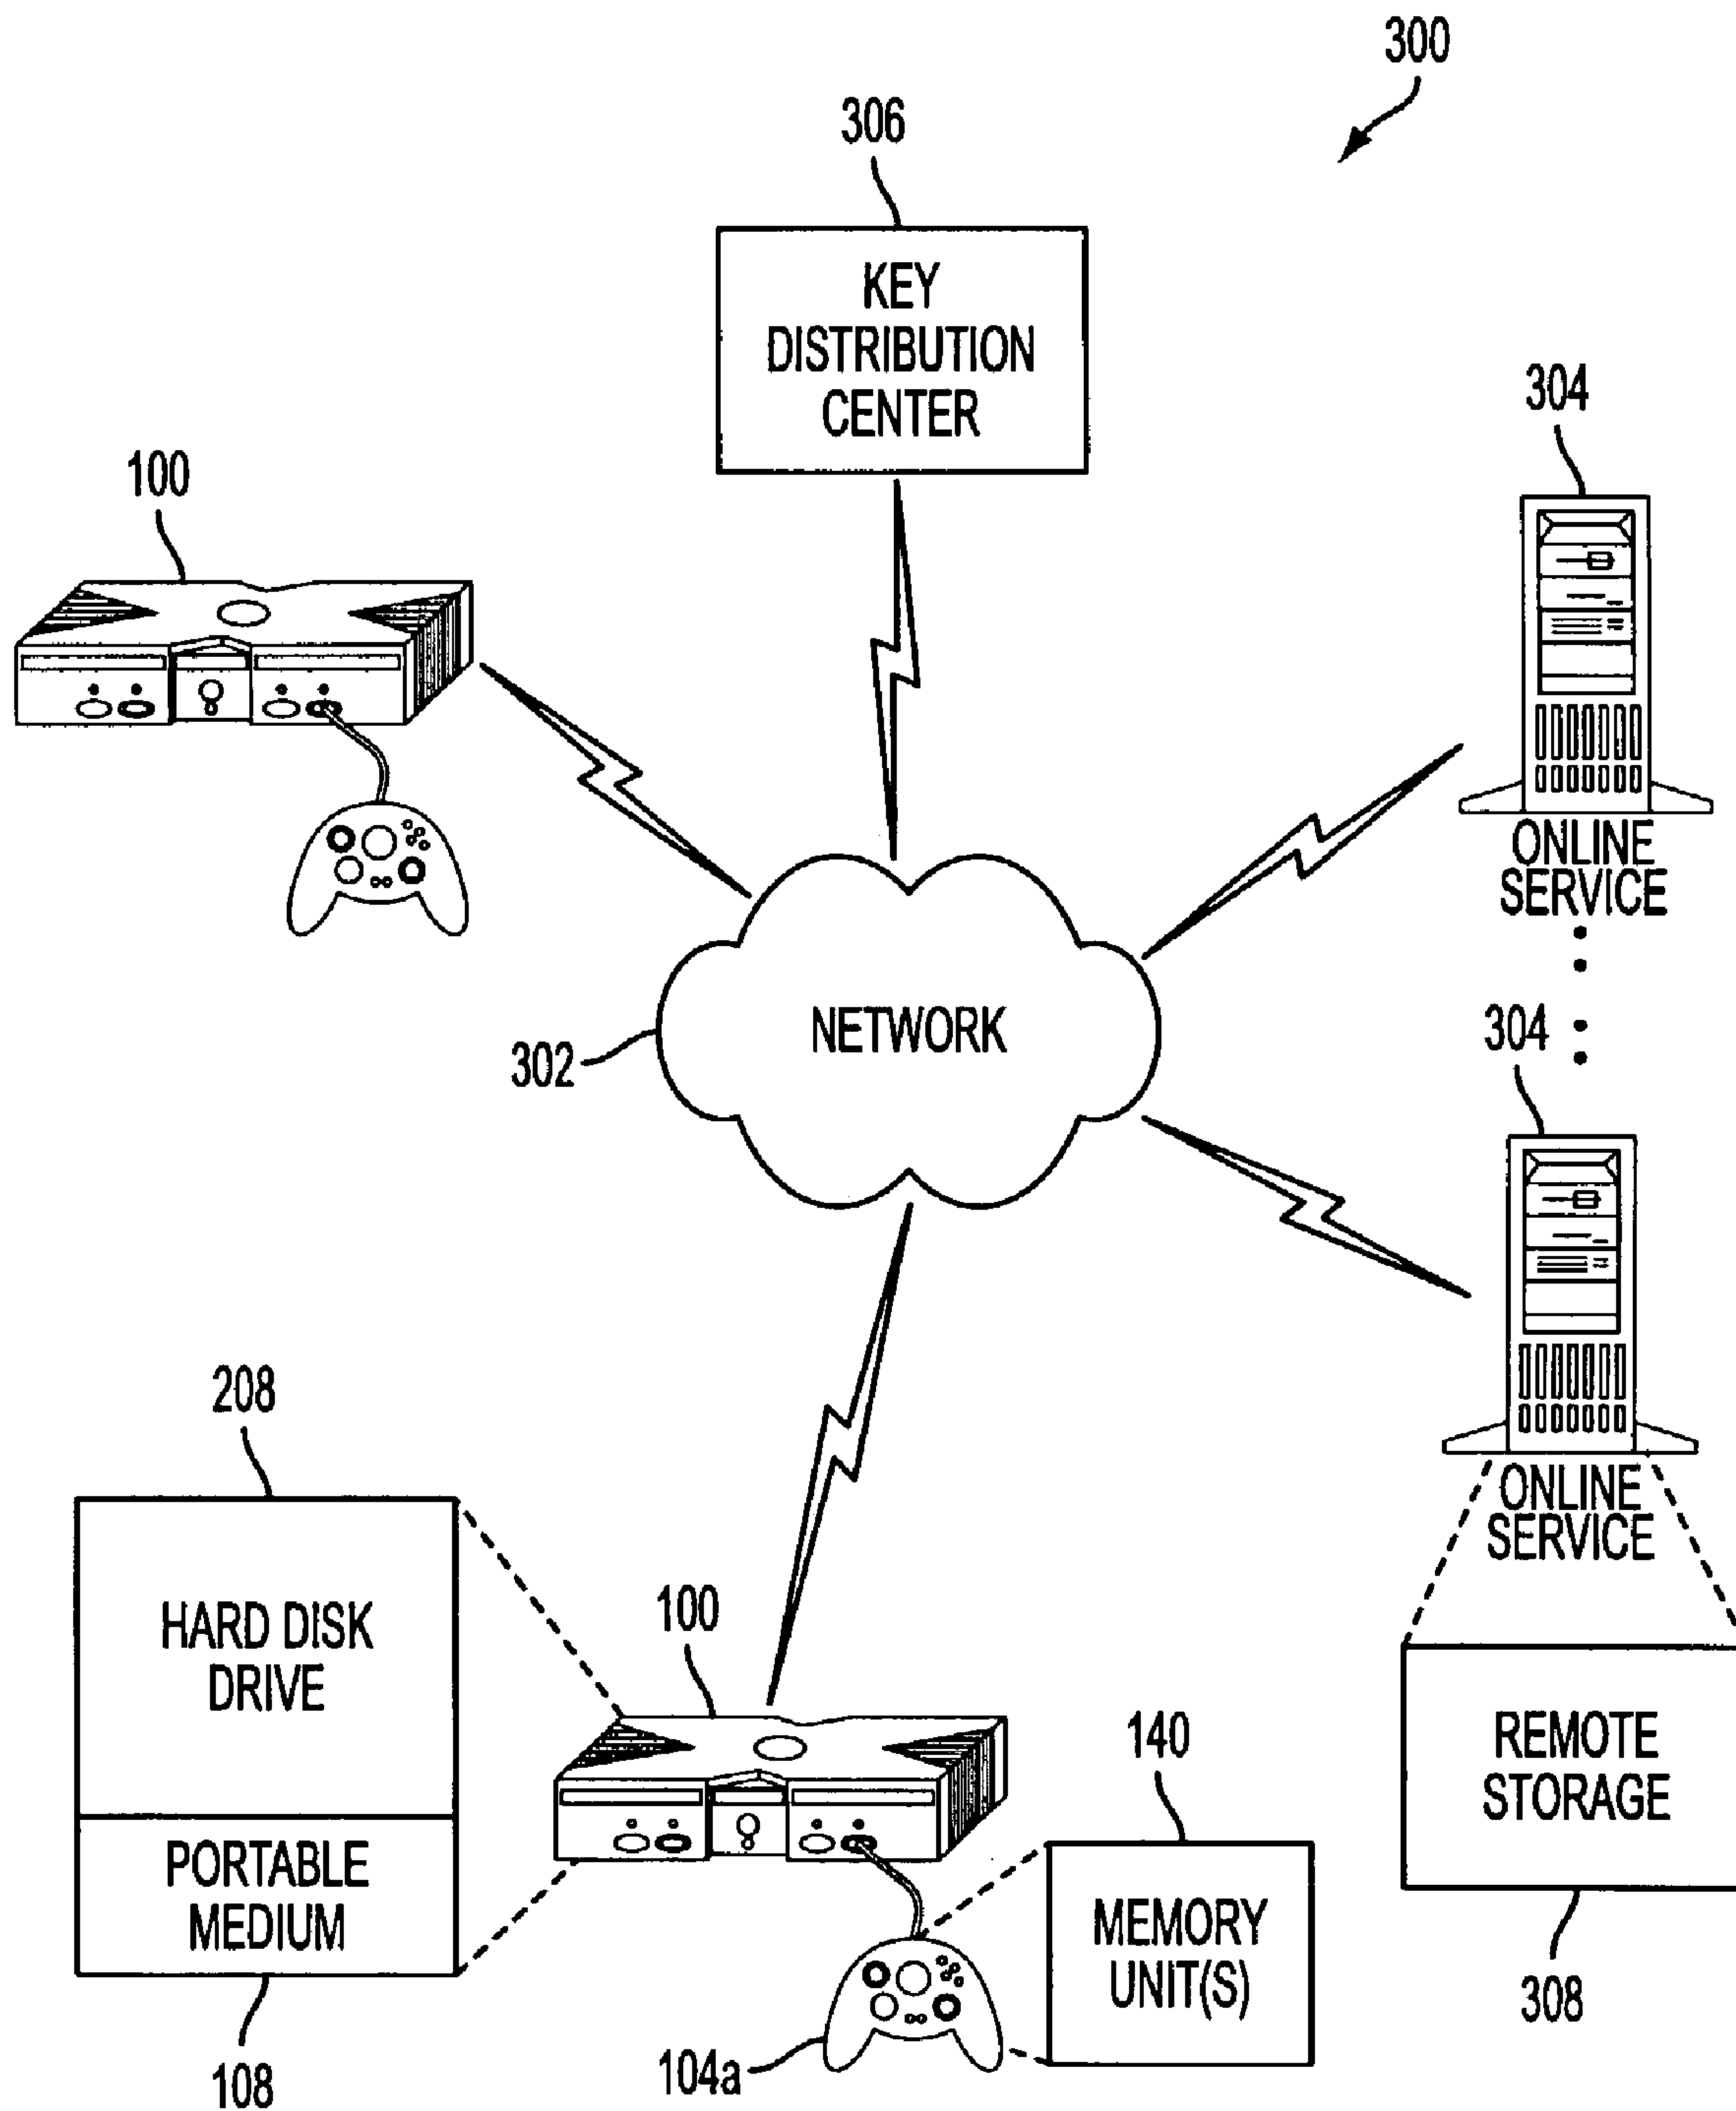 300
306
KEY
DISTRIBUTION
CENTER
304
100
ONLINE
SERVICE
NETWORK
302
304
208
HARD DISK
DRIVE
PORTABLE
MEDIUM
108
100
104a
140
MEMORY
UNIT(S)
ONLINE
SERVICE
REMOTE
STORAGE
308